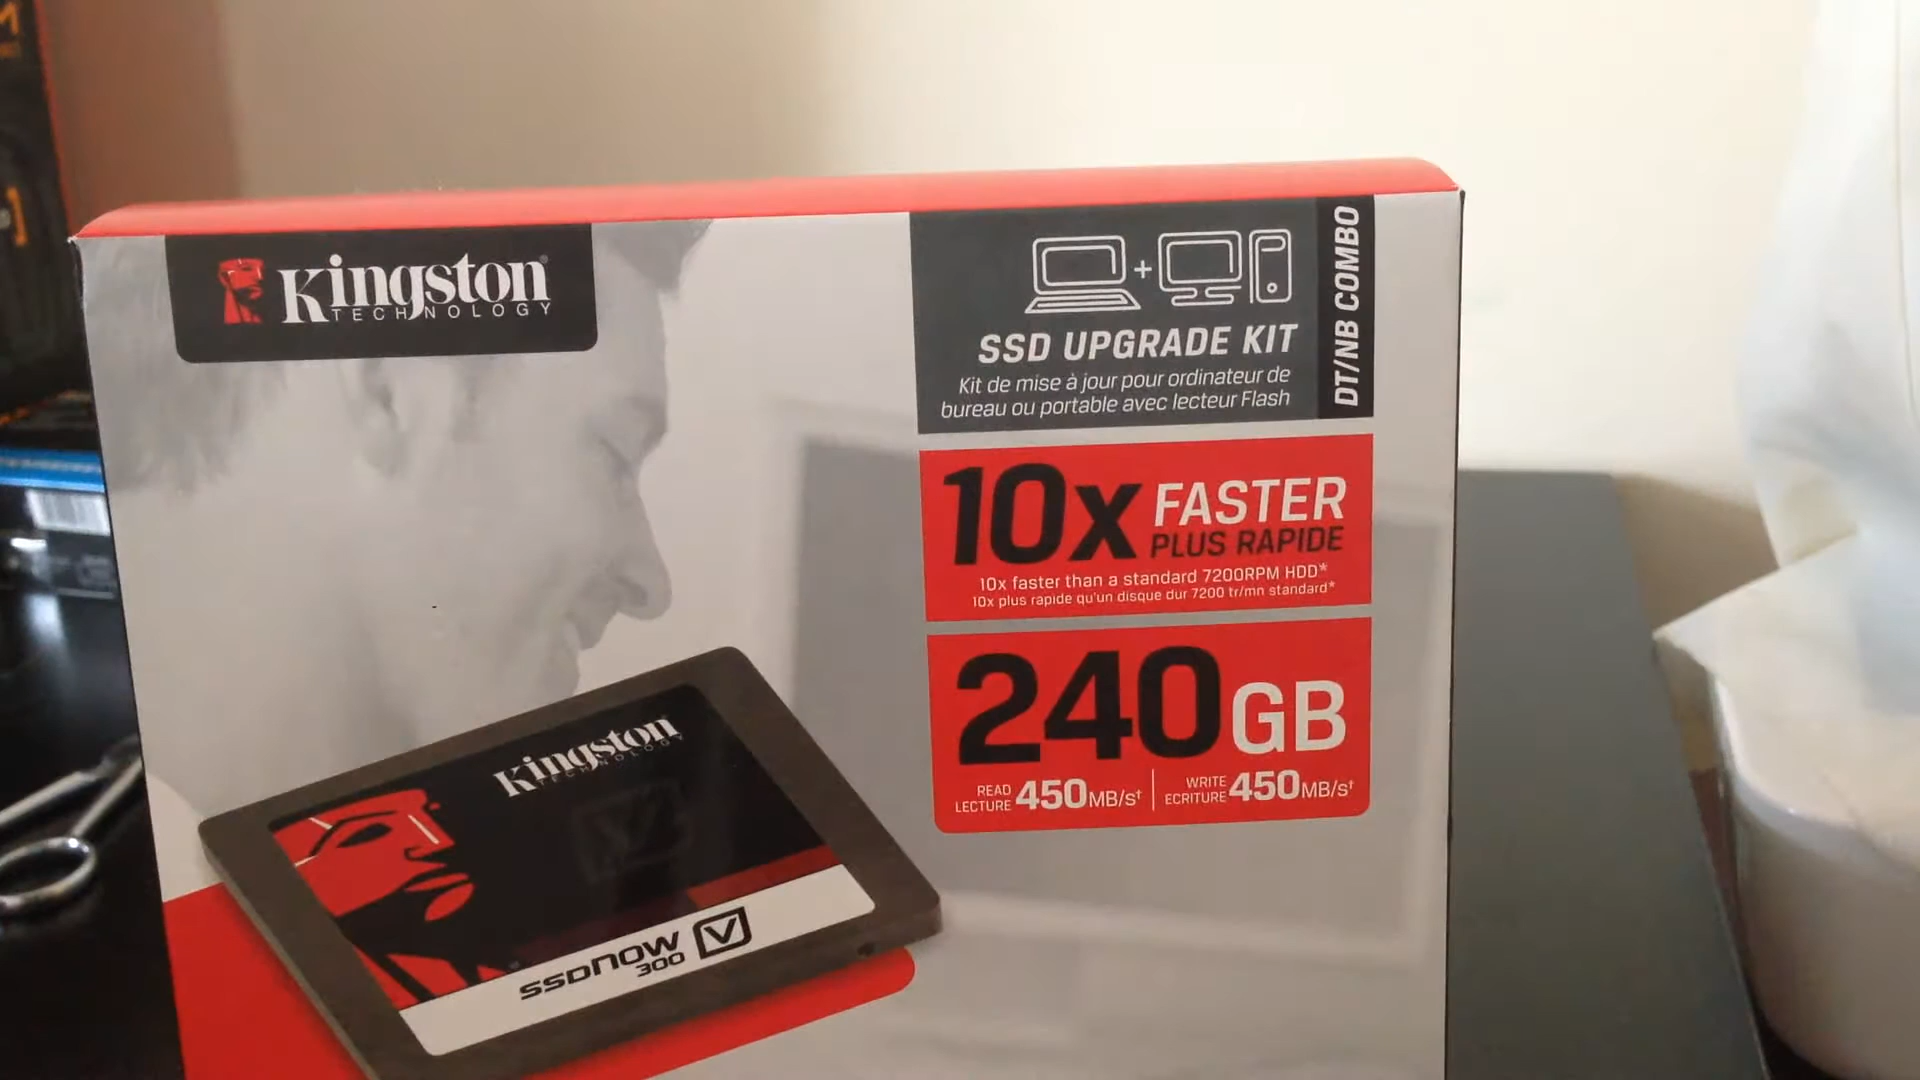 Kingston
TECHNOLOGY
SSD UPGRADE KIT
Kit de mise à jour pour ordinateur de
bureau ou portable avec lecteur Flash
DT/NB COMBO
10x FASTER
PLUS RAPIDE
10x faster than a standard 7200RPM HDD*
10x plus rapide qu'un disque dur 7200 tr/mn standard*
240GB
READ
LECTURE 450MB/s†
WRITE
ECRITURE 450MB/s†
Kingston
TECHNOLOGY
SSDNOW V
300